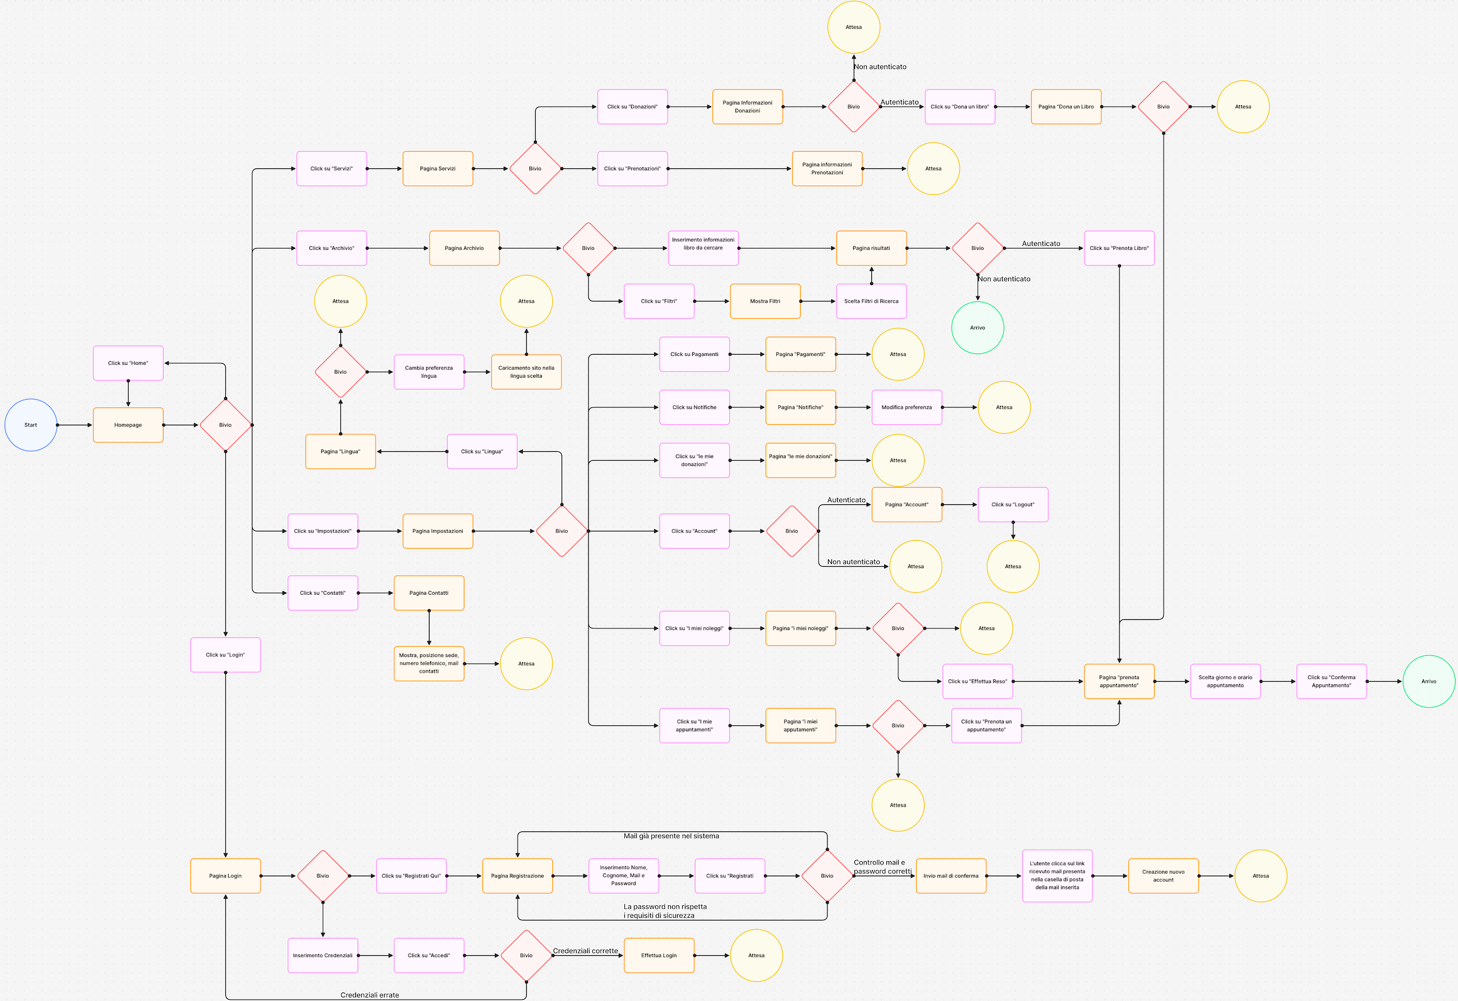 Attesa
Non autenticato
Click su "Donazioni"
Pagina Informazioni
Donazioni
Bivio
Autenticato
Click su "Dona un libro"
Pagina "Dona un Libro
Bivio
Attesa
Click su "Servizi"
Pagina Servizi
Bivio
Click su "Prenotazioni"
Pagina informazioni
Prenotazioni
Attesa
Click su "Archivio"
Pagina Archivio
Bivio
Inserimento informazioni
libro da cercare
Pagina risultati
Bivio
Autenticato
Click su "Prenota Libro"
Non autenticato
Attesa
Attesa
Click su "Filtri"
Mostra Filtri
Scelta Filtri di Ricerca
Arrivo
Click su "Home"
Bivio
Cambia preferenza
lingua
Caricamento sito nella
lingua scelta
Click su Pagamenti
Pagina "Pagamenti"
Attesa
Click su Notifiche
Pagina "Notifiche"
Modifica preferenza
Attesa
Start
Homepage
Bivio
Pagina "Lingua"
Click su "Lingua"
Click su "le mie
donazioni"
Pagina "le mie donazioni"
Attesa
Click su "Impostazioni"
Pagina Impostazioni
Bivio
Click su "Account"
Bivio
Autenticato
Pagina "Account"
Click su "Logout"
Non autenticato
Attesa
Attesa
Click su "Contatti"
Pagina Contatti
Click su "I miei noleggi"
Pagina "i miei noleggi"
Bivio
Attesa
Click su "Login"
Mostra, posizione sede,
numero telefonico, mail
contatti
Attesa
Click su "Effettua Reso"
Pagina "prenota
appuntamento"
Scelta giorno e orario
appuntamento
Click su "Conferma
Appuntamento"
Arrivo
Click su "I mie
appuntamenti"
Pagina "i miei
apputamenti"
Bivio
Click su "Prenota un
appuntamento"
Attesa
Mail già presente nel sistema
Pagina Login
Bivio
Click su "Registrati Qui"
Pagina Registrazione
Inserimento Nome,
Cognome, Mail e
Password
Click su "Registrati
Bivio
Controllo mail e
password corretti
Invio mail di conferma
L'utente clicca sul link
ricevuto mail presenta
nella casella di posta
della mail inserita
Creazione nuovo
account
Attesa
La password non rispetta
i requisiti di sicurezza
Inserimento Credenziali
Click su "Accedi"
Bivio
Credenziali corrette
Effettua Login
Attesa
Credenziali errate